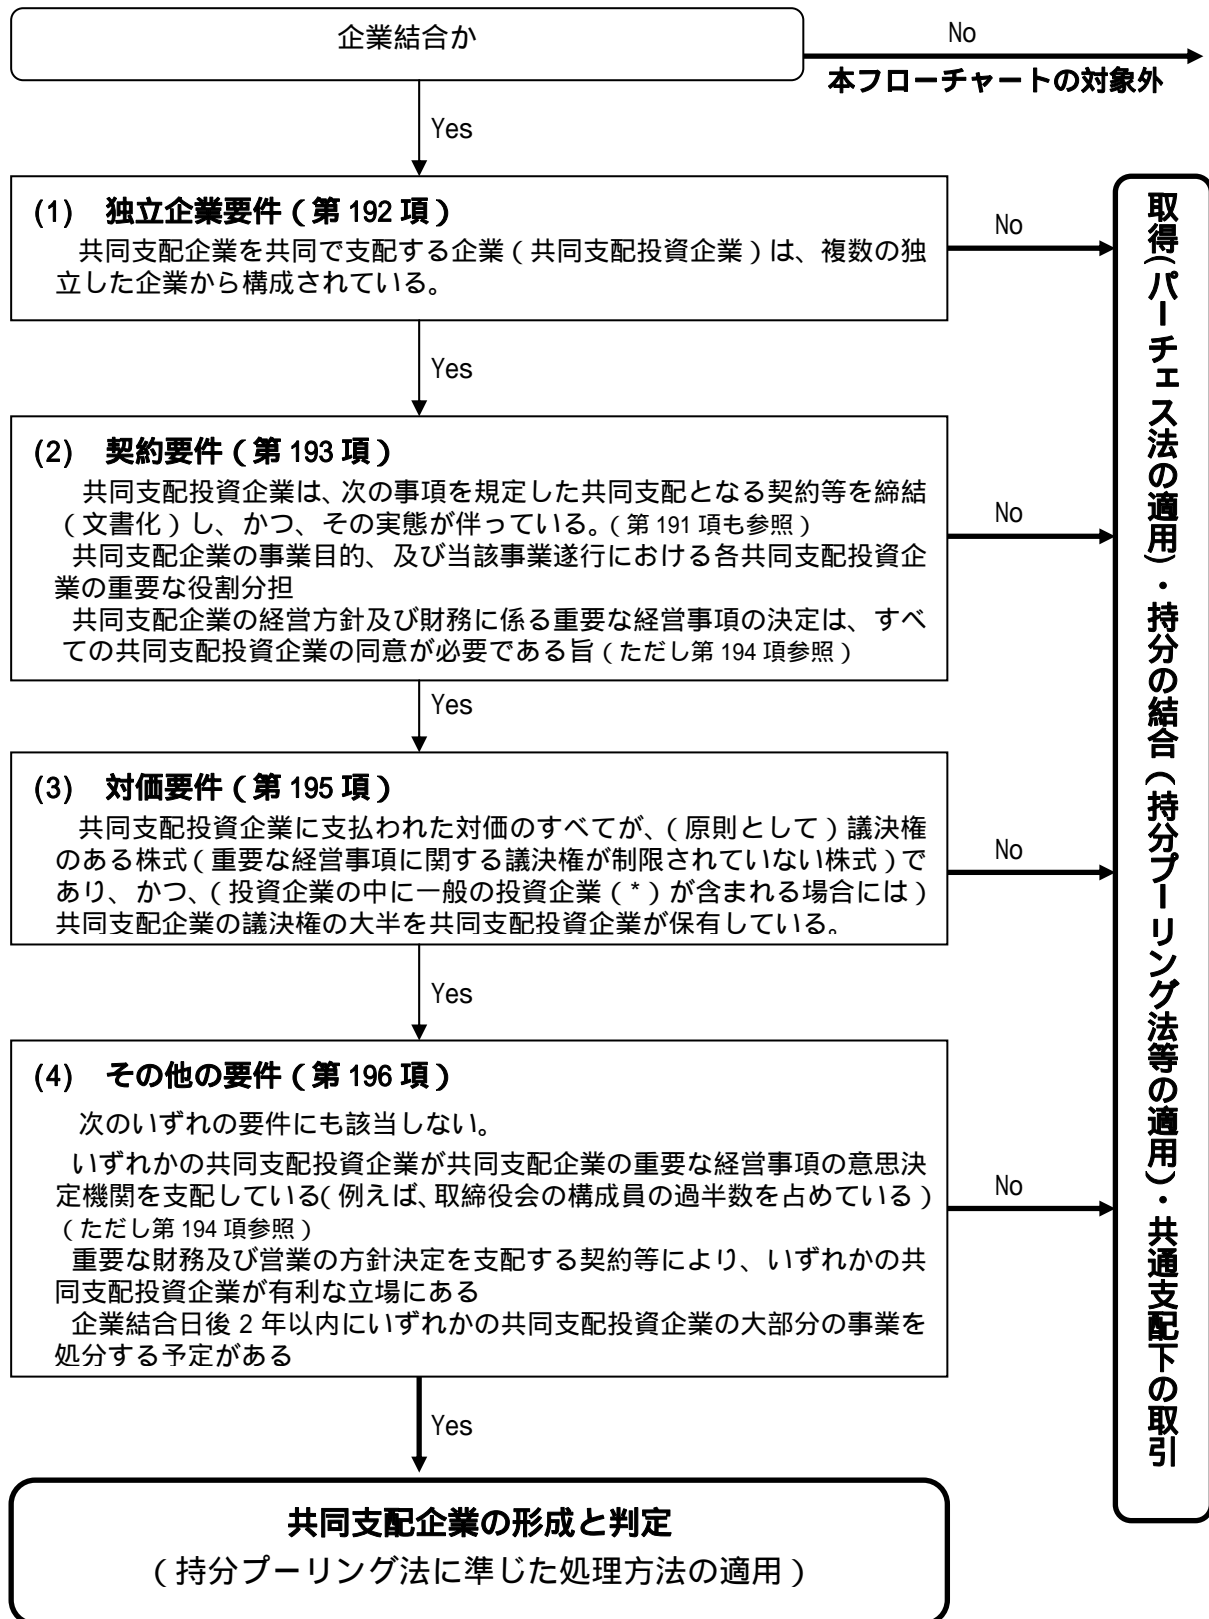 企業結合か
No
本フローチャートの対象外
Yes
(1) 独立企業要件（第 192 項）
共同支配企業を共同で支配する企業（共同支配投資企業）は、複数の独
立した企業から構成されている。
No
Yes
(2) 契約要件（第 193 項）
共同支配投資企業は、次の事項を規定した共同支配となる契約等を締結
（文書化）し、かつ、その実態が伴っている。（第 191 項も参照）
共同支配企業の事業目的、及び当該事業遂行における各共同支配投資企
業の重要な役割分担
共同支配企業の経営方針及び財務に係る重要な経営事項の決定は、すべ
ての共同支配投資企業の同意が必要である旨（ただし第 194 項参照）
No
Yes
(3) 対価要件（第 195 項）
共同支配投資企業に支払われた対価のすべてが、（原則として）議決権
のある株式（重要な経営事項に関する議決権が制限されていない株式）で
あり、かつ、（投資企業の中に一般の投資企業（*）が含まれる場合には）
共同支配企業の議決権の大半を共同支配投資企業が保有している。
No
Yes
(4) その他の要件（第 196 項）
次のいずれの要件にも該当しない。
いずれかの共同支配投資企業が共同支配企業の重要な経営事項の意思決
定機関を支配している（例えば、取締役会の構成員の過半数を占めている）
（ただし第 194 項参照）
重要な財務及び営業の方針決定を支配する契約等により、いずれかの共
同支配投資企業が有利な立場にある
企業結合日後 2 年以内にいずれかの共同支配投資企業の大部分の事業を
処分する予定がある
No
Yes
共同支配企業の形成と判定
（持分プーリング法に準じた処理方法の適用）
取得(パーチェス法の適用)・持分の結合（持分プーリング法等の適用）・共通支配下の取引